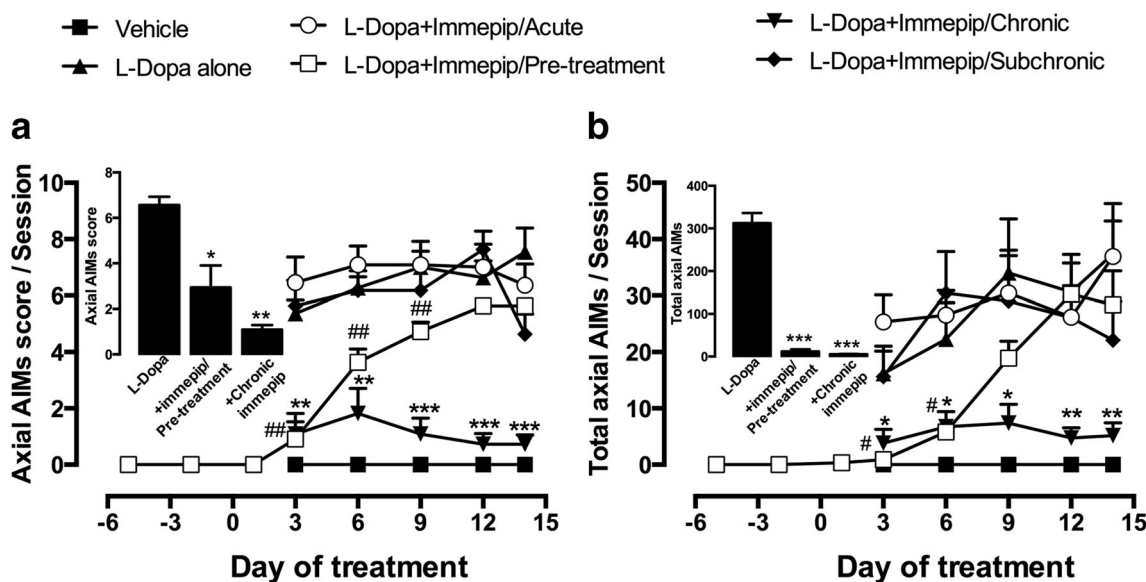 Vehicle
L-Dopa alone
L-Dopa+Immepip/Acute
L-Dopa+Immepip/Pre-treatment
L-Dopa+Immepip/Chronic
L-Dopa+Immepip/Subchronic
a
Axial AIMs score / Session
10
8
6
4
2
0
Axial AIMs score
8
6
4
2
0
*
**
L-Dopa
+immepip/
Pre-treatment
+Chronic
immepip
##
##
##
**
**
***
***
***
-6 -3 0 3 6 9 12 15
Day of treatment
b
Total axial AIMs / Session
50
40
30
20
10
0
Total axial AIMs
400
300
200
100
0
***
***
L-Dopa
+immepip/
Pre-treatment
+Chronic
immepip
#
#
*
*
*
**
**
-6 -3 0 3 6 9 12 15
Day of treatment